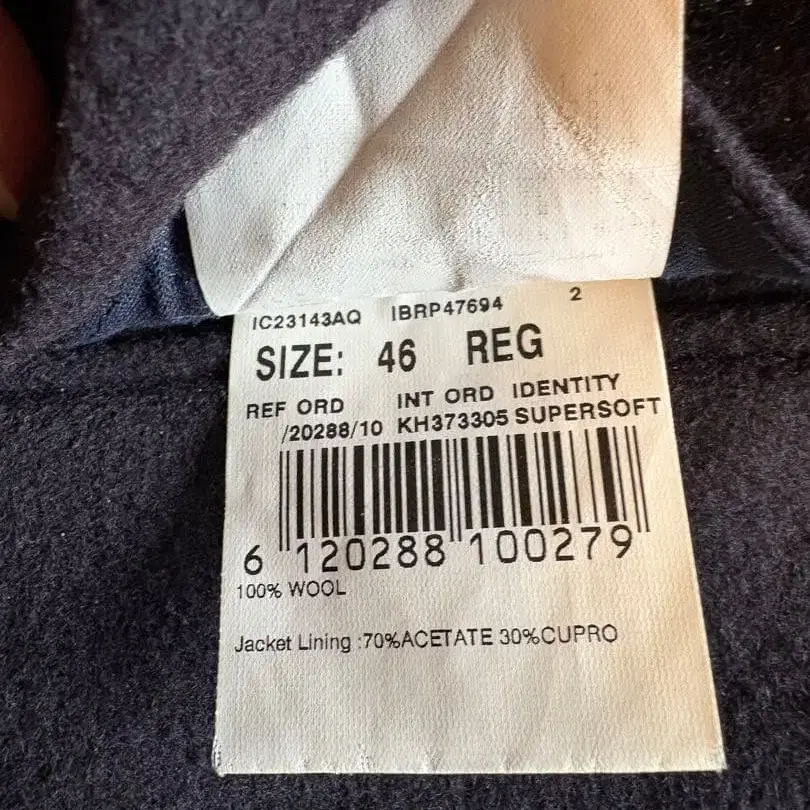 IC23143AQ IBRP47694 2
SIZE: 46 REG
REF ORD INT ORD IDENTITY
/20288/10 KH373305 SUPERSOFT
6 120288 100279
100% WOOL
Jacket Lining :70%ACETATE 30%CUPRO